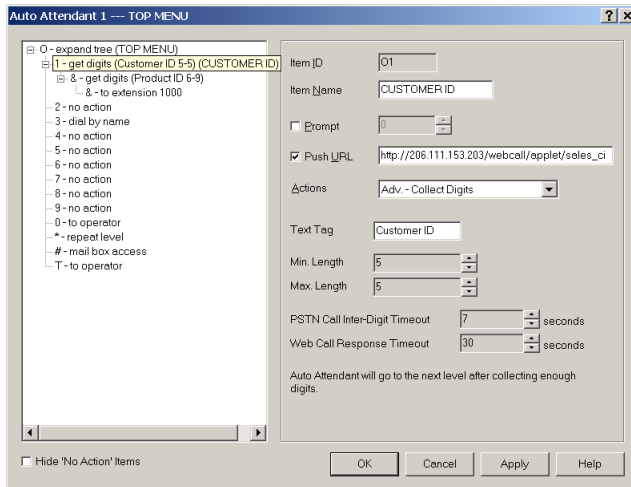 Auto Attendant 1 --- TOP MENU
O - expand tree (TOP MENU)
1 - get digits (Customer ID 5-5) (CUSTOMER ID)
& - get digits (Product ID 6-9)
& - to extension 1000
2 - no action
3 - dial by name
4 - no action
5 - no action
6 - no action
7 - no action
8 - no action
9 - no action
0 - to operator
* - repeat level
# - mail box access
T - to operator
Hide 'No Action' Items
Item ID O1
Item Name CUSTOMER ID
Prompt 0
Push URL http://206.111.153.203/webcall/applet/sales_ci
Actions Adv. - Collect Digits
Text Tag Customer ID
Min. Length 5
Max. Length 5
PSTN Call Inter-Digit Timeout 7 seconds
Web Call Response Timeout 30 seconds
Auto Attendant will go to the next level after collecting enough
digits.
OK Cancel Apply Help